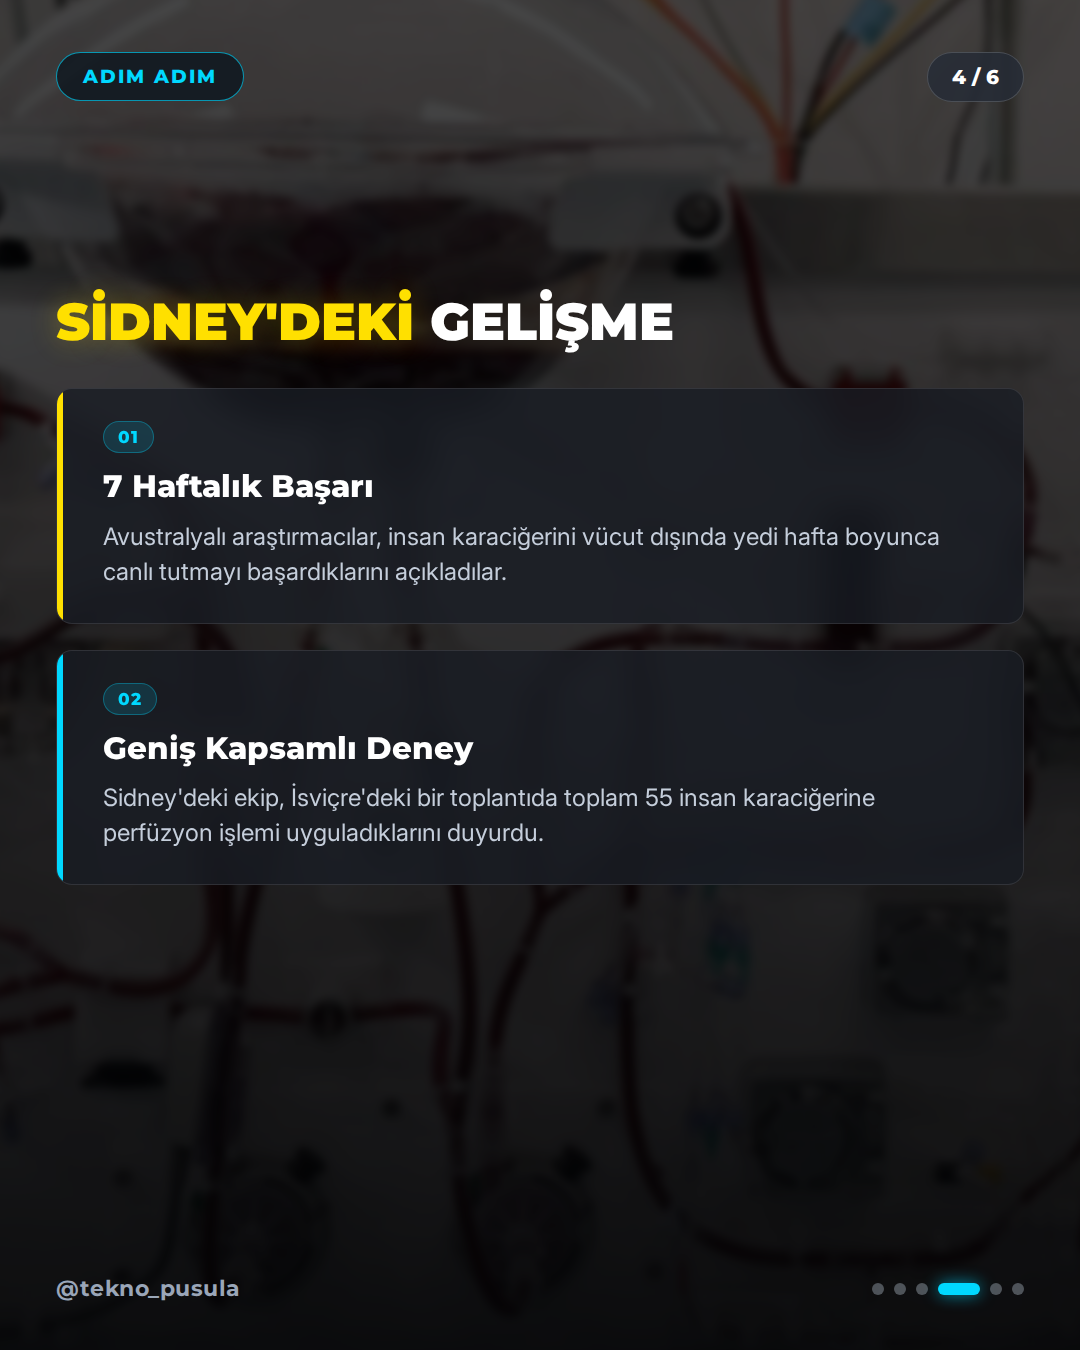 ADIM ADIM
4 / 6
SİDNEY'DEKİ GELİŞME
01
7 Haftalık Başarı
Avustralyalı araştırmacılar, insan karaciğerini vücut dışında yedi hafta boyunca
canlı tutmayı başardıklarını açıkladılar.
02
Geniş Kapsamlı Deney
Sidney'deki ekip, İsviçre'deki bir toplantıda toplam 55 insan karaciğerine
perfüzyon işlemi uyguladıklarını duyurdu.
@tekno_pusula